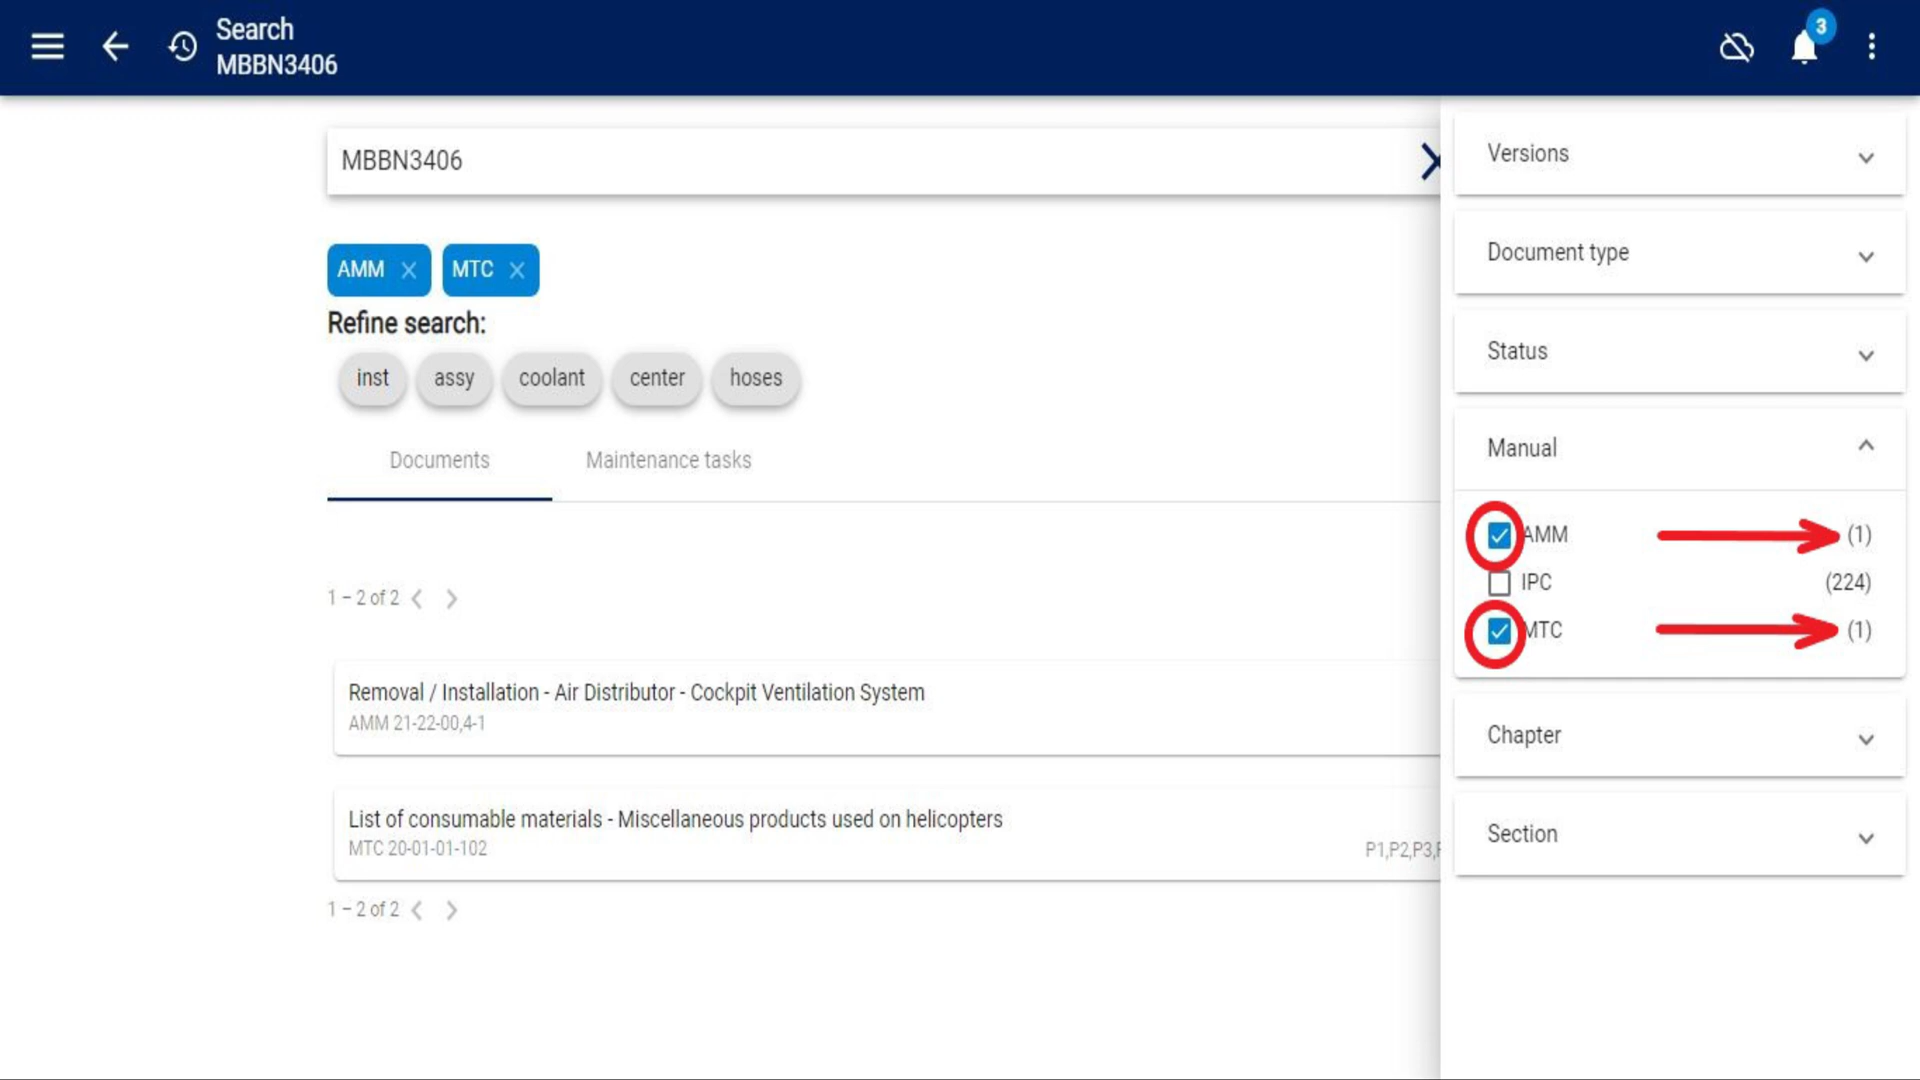 Search
MBBN3406
3
MBBN3406
AMM
MTC
Refine search:
inst
assy
coolant
center
hoses
Documents
Maintenance tasks
1 – 2 of 2
Removal / Installation - Air Distributor - Cockpit Ventilation System
AMM 21-22-00,4-1
List of consumable materials - Miscellaneous products used on helicopters
MTC 20-01-01-102
P1,P2,P3,
1 – 2 of 2
Versions
Document type
Status
Manual
AMM (1)
IPC (224)
MTC (1)
Chapter
Section